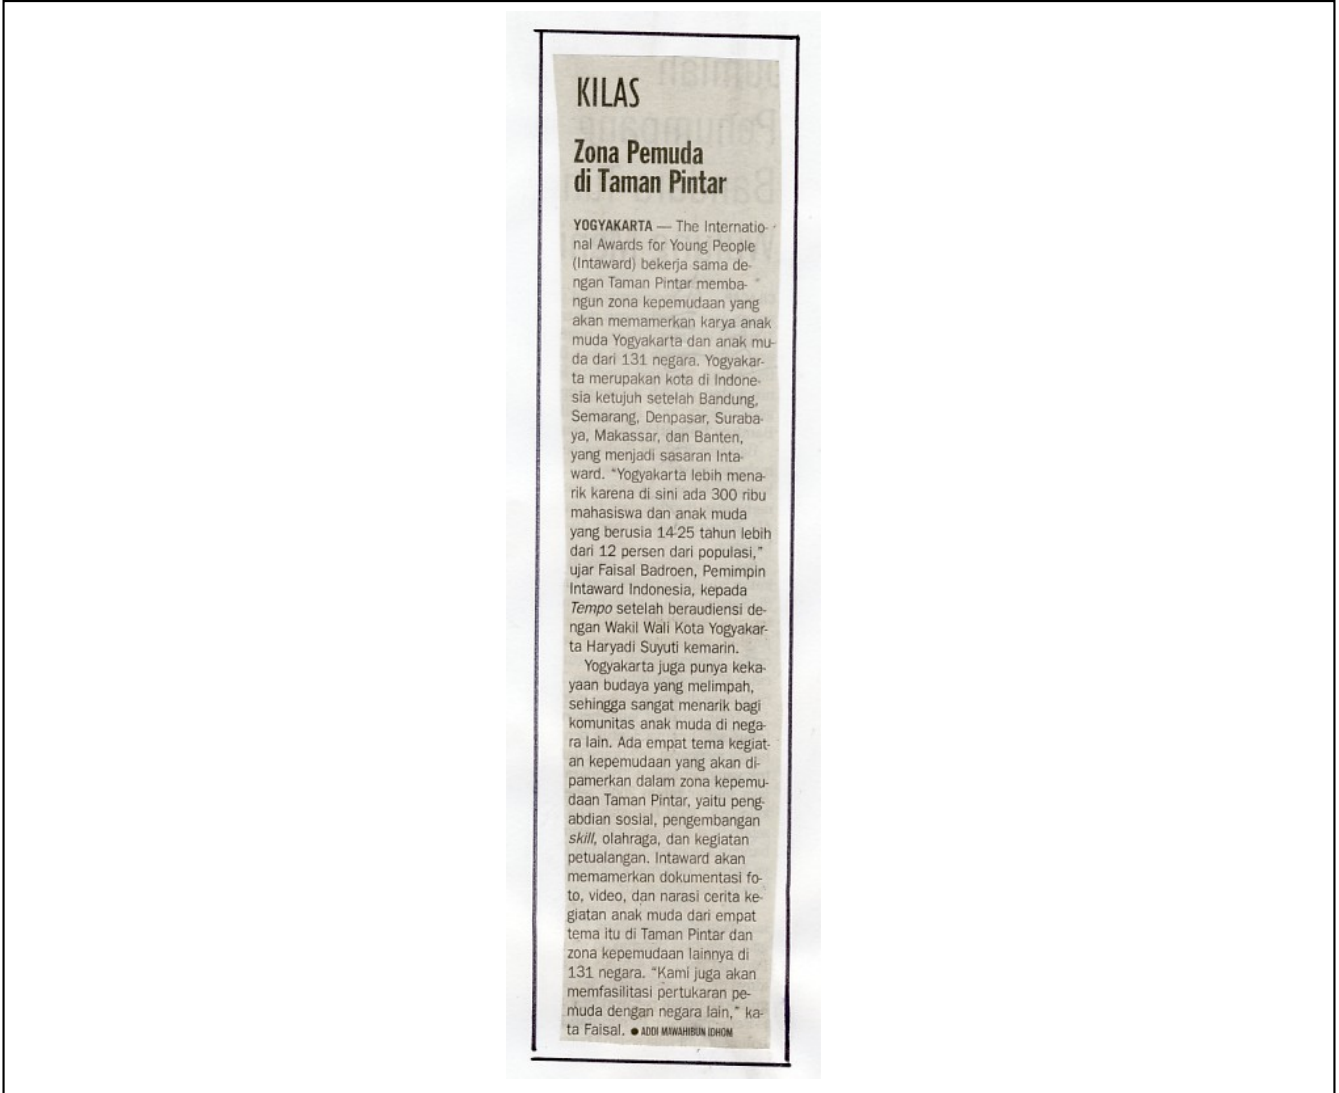 KILAS
Zona Pemuda
di Taman Pintar
YOGYAKARTA — The Internatio-
nal Awards for Young People
(Intaward) bekerja sama de-
ngan Taman Pintar memba-
ngun zona kepemudaan yang
akan memamerkan karya anak
muda Yogyakarta dan anak mu-
da dari 131 negara. Yogyakar-
ta merupakan kota di Indone-
sia ketujuh setelah Bandung,
Semarang, Denpasar, Suraba-
ya, Makassar, dan Banten,
yang menjadi sasaran Inta-
ward. "Yogyakarta lebih mena-
rik karena di sini ada 300 ribu
mahasiswa dan anak muda
yang berusia 14-25 tahun lebih
dari 12 persen dari populasi,"
ujar Faisal Badroen, Pemimpin
Intaward Indonesia, kepada
Tempo setelah beraudiensi de-
ngan Wakil Wali Kota Yogyakar-
ta Haryadi Suyuti kemarin.
Yogyakarta juga punya keka-
yaan budaya yang melimpah,
sehingga sangat menarik bagi
komunitas anak muda di nega-
ra lain. Ada empat tema kegiat-
an kepemudaan yang akan di-
pamerkan dalam zona kepemu-
daan Taman Pintar, yaitu peng-
abdian sosial, pengembangan
skill, olahraga, dan kegiatan
petualangan. Intaward akan
memamerkan dokumentasi fo-
to, video, dan narasi cerita ke-
giatan anak muda dari empat
tema itu di Taman Pintar dan
zona kepemudaan lainnya di
131 negara. "Kami juga akan
memfasilitasi pertukaran pe-
muda dengan negara lain," ka-
ta Faisal. ● ADDI MAWAHIBUN IDHOM